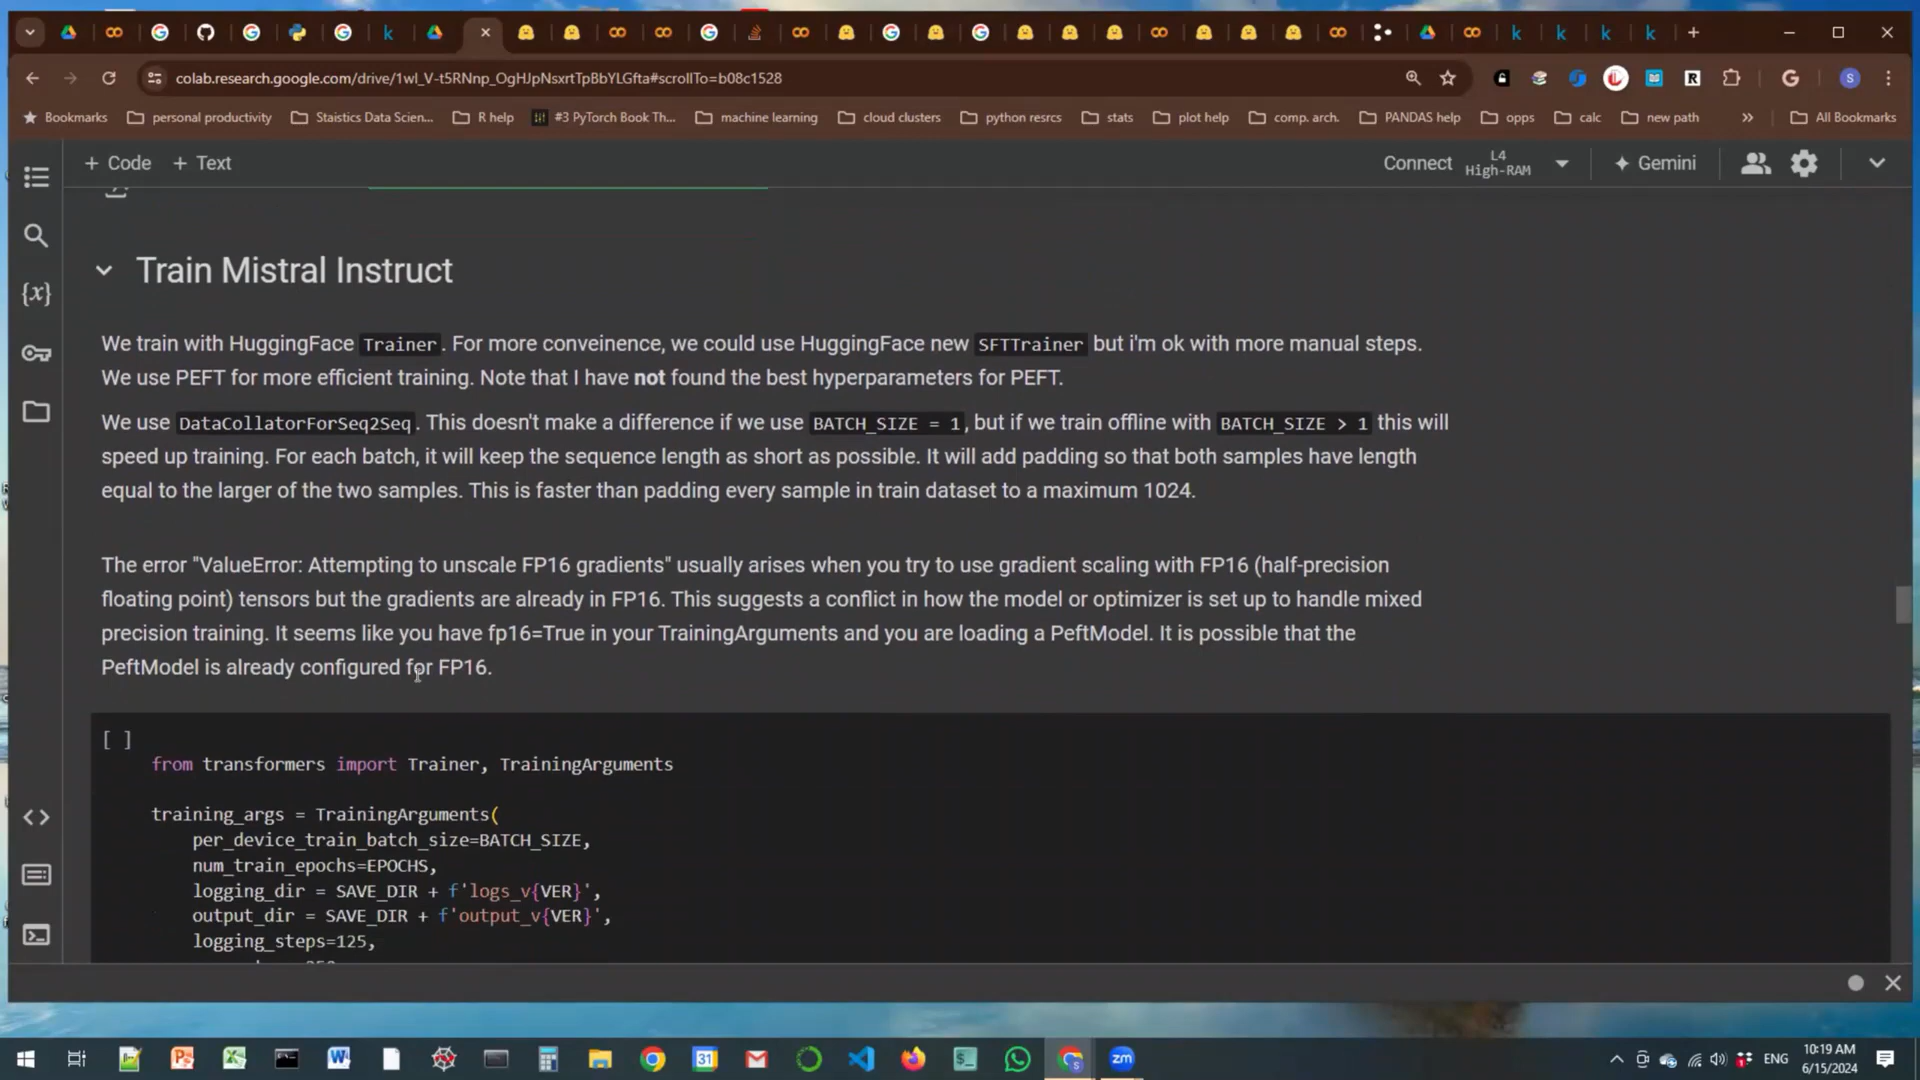 colab.research.google.com/drive/1wl_V-t5RNnp_OgHJpNsxrtTpBbYLGfta#scrollTo=b08c1528
Bookmarks personal productivity Staistics Data Scien... R help #3 PyTorch Book Th... machine learning cloud clusters python resrcs stats plot help comp. arch. PANDAS help opps calc new path » All Bookmarks
+ Code + Text Connect L4 High-RAM Gemini
Train Mistral Instruct
We train with HuggingFace Trainer. For more conveinence, we could use HuggingFace new SFTTrainer but i'm ok with more manual steps.
We use PEFT for more efficient training. Note that I have not found the best hyperparameters for PEFT.
We use DataCollatorForSeq2Seq. This doesn't make a difference if we use BATCH_SIZE = 1, but if we train offline with BATCH_SIZE > 1 this will
speed up training. For each batch, it will keep the sequence length as short as possible. It will add padding so that both samples have length
equal to the larger of the two samples. This is faster than padding every sample in train dataset to a maximum 1024.
The error "ValueError: Attempting to unscale FP16 gradients" usually arises when you try to use gradient scaling with FP16 (half-precision
floating point) tensors but the gradients are already in FP16. This suggests a conflict in how the model or optimizer is set up to handle mixed
precision training. It seems like you have fp16=True in your TrainingArguments and you are loading a PeftModel. It is possible that the
PeftModel is already configured for FP16.
[ ]
from transformers import Trainer, TrainingArguments
training_args = TrainingArguments(
per_device_train_batch_size=BATCH_SIZE,
num_train_epochs=EPOCHS,
logging_dir = SAVE_DIR + f'logs_v{VER}',
output_dir = SAVE_DIR + f'output_v{VER}',
logging_steps=125,
ENG
10:19 AM
6/15/2024